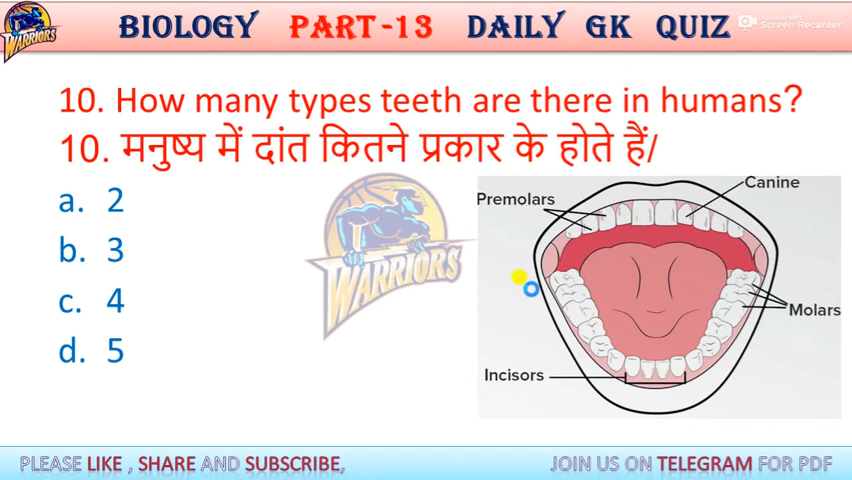 WARRIORS
BIOLOGY PART-13 DAILY GK QUIZ
Screen Recorder
10. How many types teeth are there in humans?
10. मनुष्य में दांत कितने प्रकार के होते हैं/
a. 2
b. 3
c. 4
d. 5
WARRIORS
Canine
Premolars
Molars
Incisors
PLEASE LIKE , SHARE AND SUBSCRIBE,
JOIN US ON TELEGRAM FOR PDF